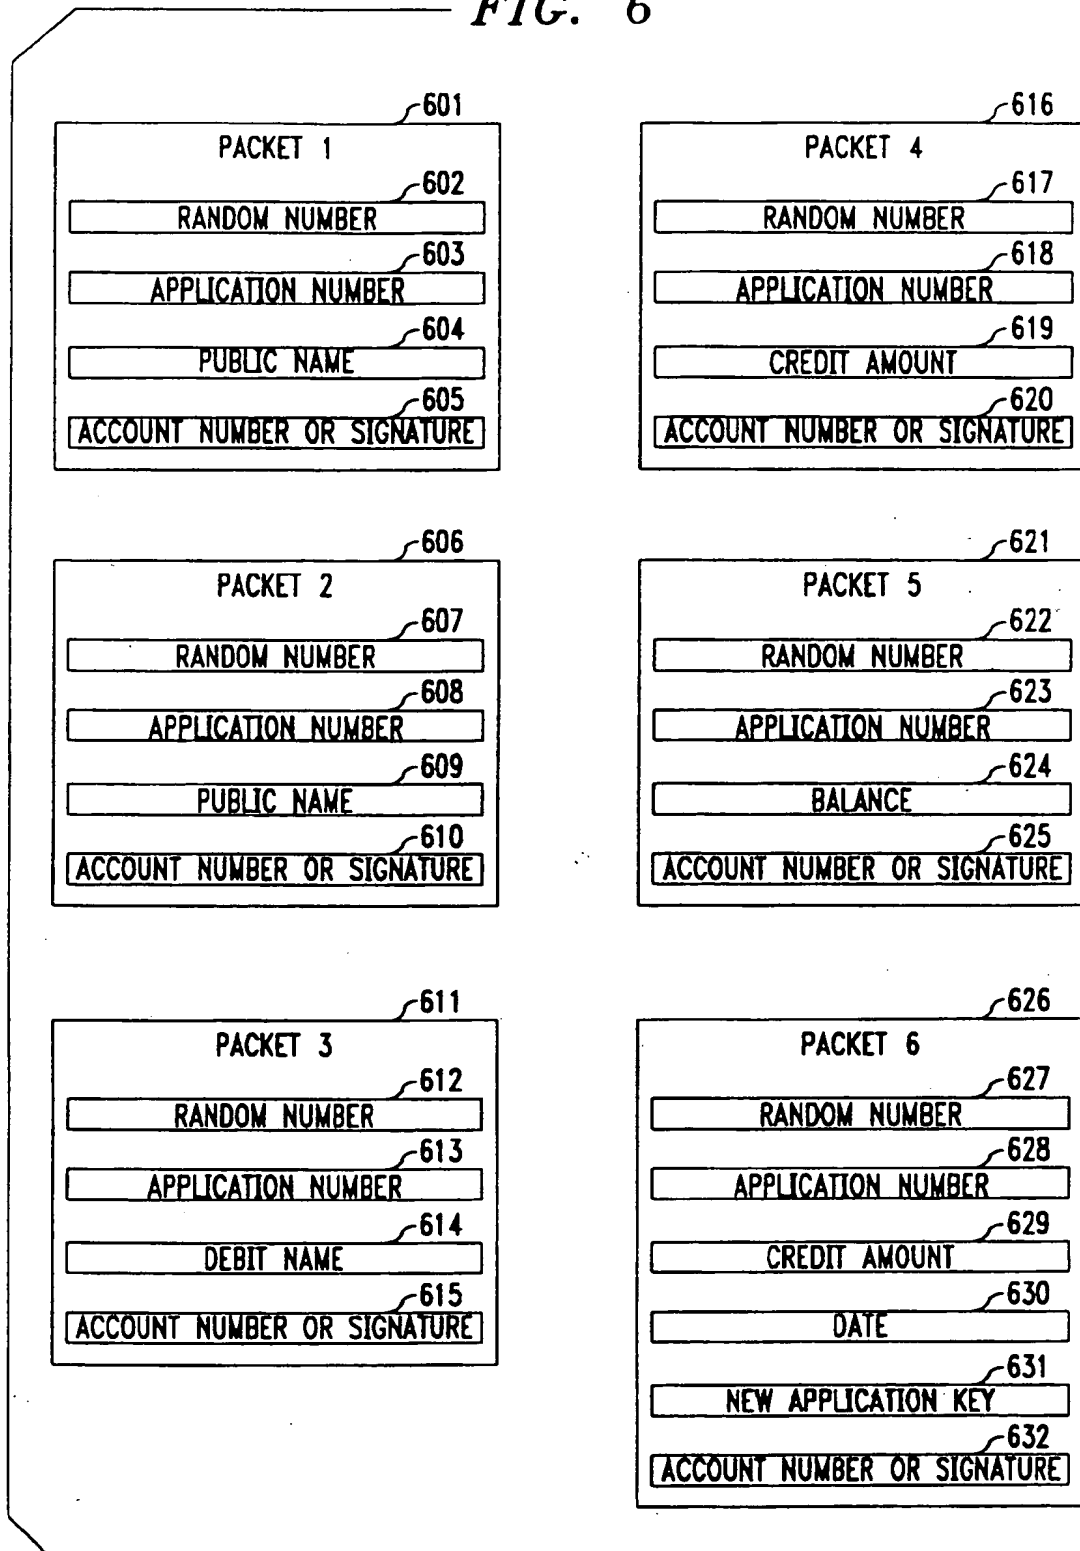 FIG. 6
601
PACKET 1
602
RANDOM NUMBER
603
APPLICATION NUMBER
604
PUBLIC NAME
605
ACCOUNT NUMBER OR SIGNATURE
606
PACKET 2
607
RANDOM NUMBER
608
APPLICATION NUMBER
609
PUBLIC NAME
610
ACCOUNT NUMBER OR SIGNATURE
611
PACKET 3
612
RANDOM NUMBER
613
APPLICATION NUMBER
614
DEBIT NAME
615
ACCOUNT NUMBER OR SIGNATURE
616
PACKET 4
617
RANDOM NUMBER
618
APPLICATION NUMBER
619
CREDIT AMOUNT
620
ACCOUNT NUMBER OR SIGNATURE
621
PACKET 5
622
RANDOM NUMBER
623
APPLICATION NUMBER
624
BALANCE
625
ACCOUNT NUMBER OR SIGNATURE
626
PACKET 6
627
RANDOM NUMBER
628
APPLICATION NUMBER
629
CREDIT AMOUNT
630
DATE
631
NEW APPLICATION KEY
632
ACCOUNT NUMBER OR SIGNATURE